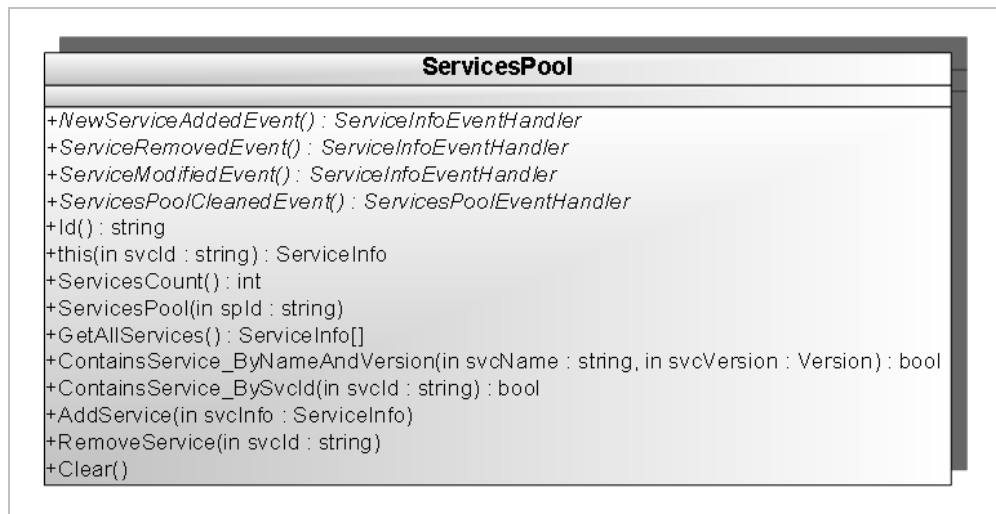 ServicesPool
+NewServiceAddedEvent() : ServiceInfoEventHandler
+ServiceRemovedEvent() : ServiceInfoEventHandler
+ServiceModifiedEvent() : ServiceInfoEventHandler
+ServicesPoolCleanedEvent() : ServicesPoolEventHandler
+Id() : string
+this(in svcId : string) : ServiceInfo
+ServicesCount() : int
+ServicesPool(in spId : string)
+GetAllServices() : ServiceInfo[]
+ContainsService_ByNameAndVersion(in svcName : string, in svcVersion : Version) : bool
+ContainsService_BySvcId(in svcId : string) : bool
+AddService(in svcInfo : ServiceInfo)
+RemoveService(in svcId : string)
+Clear()